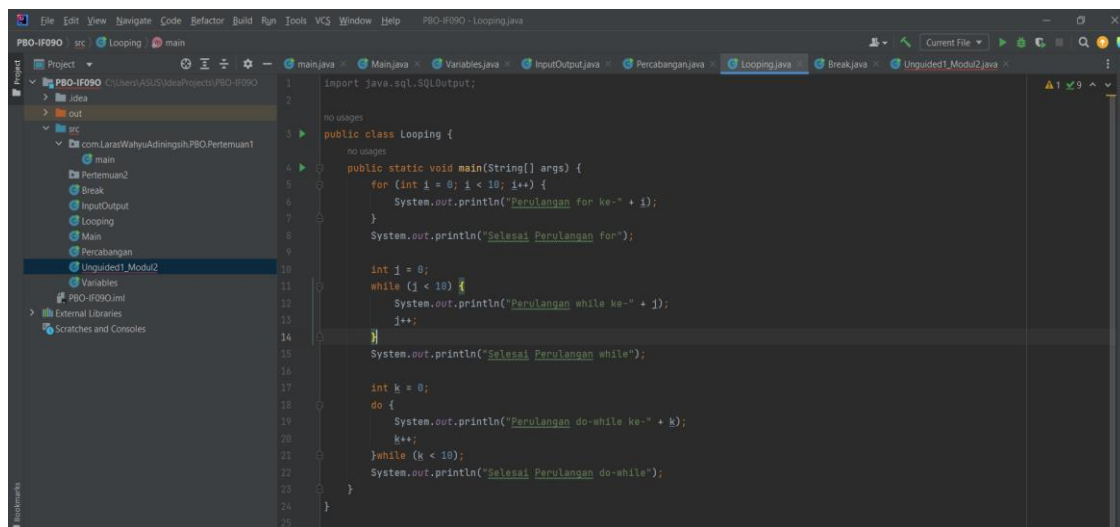 File Edit View Navigate Code Refactor Build Run Tools VCS Window Help PBO-IF09O - Looping.java
PBO-IF09O src Looping main Current File
Project
main.java Main.java Variables.java InputOutput.java Percabangan.java Looping.java Break.java Unguided1_Modul2.java
PBO-IF09O C:\Users\ASUS\IdeaProjects\PBO-IF09O
.idea
out
src
com.LarasWahyuAdiningsih.PBO.Pertemuan1
main
Pertemuan2
Break
InputOutput
Looping
Main
Percabangan
Unguided1_Modul2
Variables
PBO-IF09O.iml
External Libraries
Scratches and Consoles
Bookmarks
1 9
1 import java.sql.SQLOutput;
2
no usages
3 public class Looping {
no usages
4 public static void main(String[] args) {
5 for (int i = 0; i < 10; i++) {
6 System.out.println("Perulangan for ke-" + i);
7 }
8 System.out.println("Selesai Perulangan for");
9
10 int j = 0;
11 while (j < 10) {
12 System.out.println("Perulangan while ke-" + j);
13 j++;
14 }
15 System.out.println("Selesai Perulangan while");
16
17 int k = 0;
18 do {
19 System.out.println("Perulangan do-while ke-" + k);
20 k++;
21 }while (k < 10);
22 System.out.println("Selesai Perulangan do-while");
23 }
24 }
25